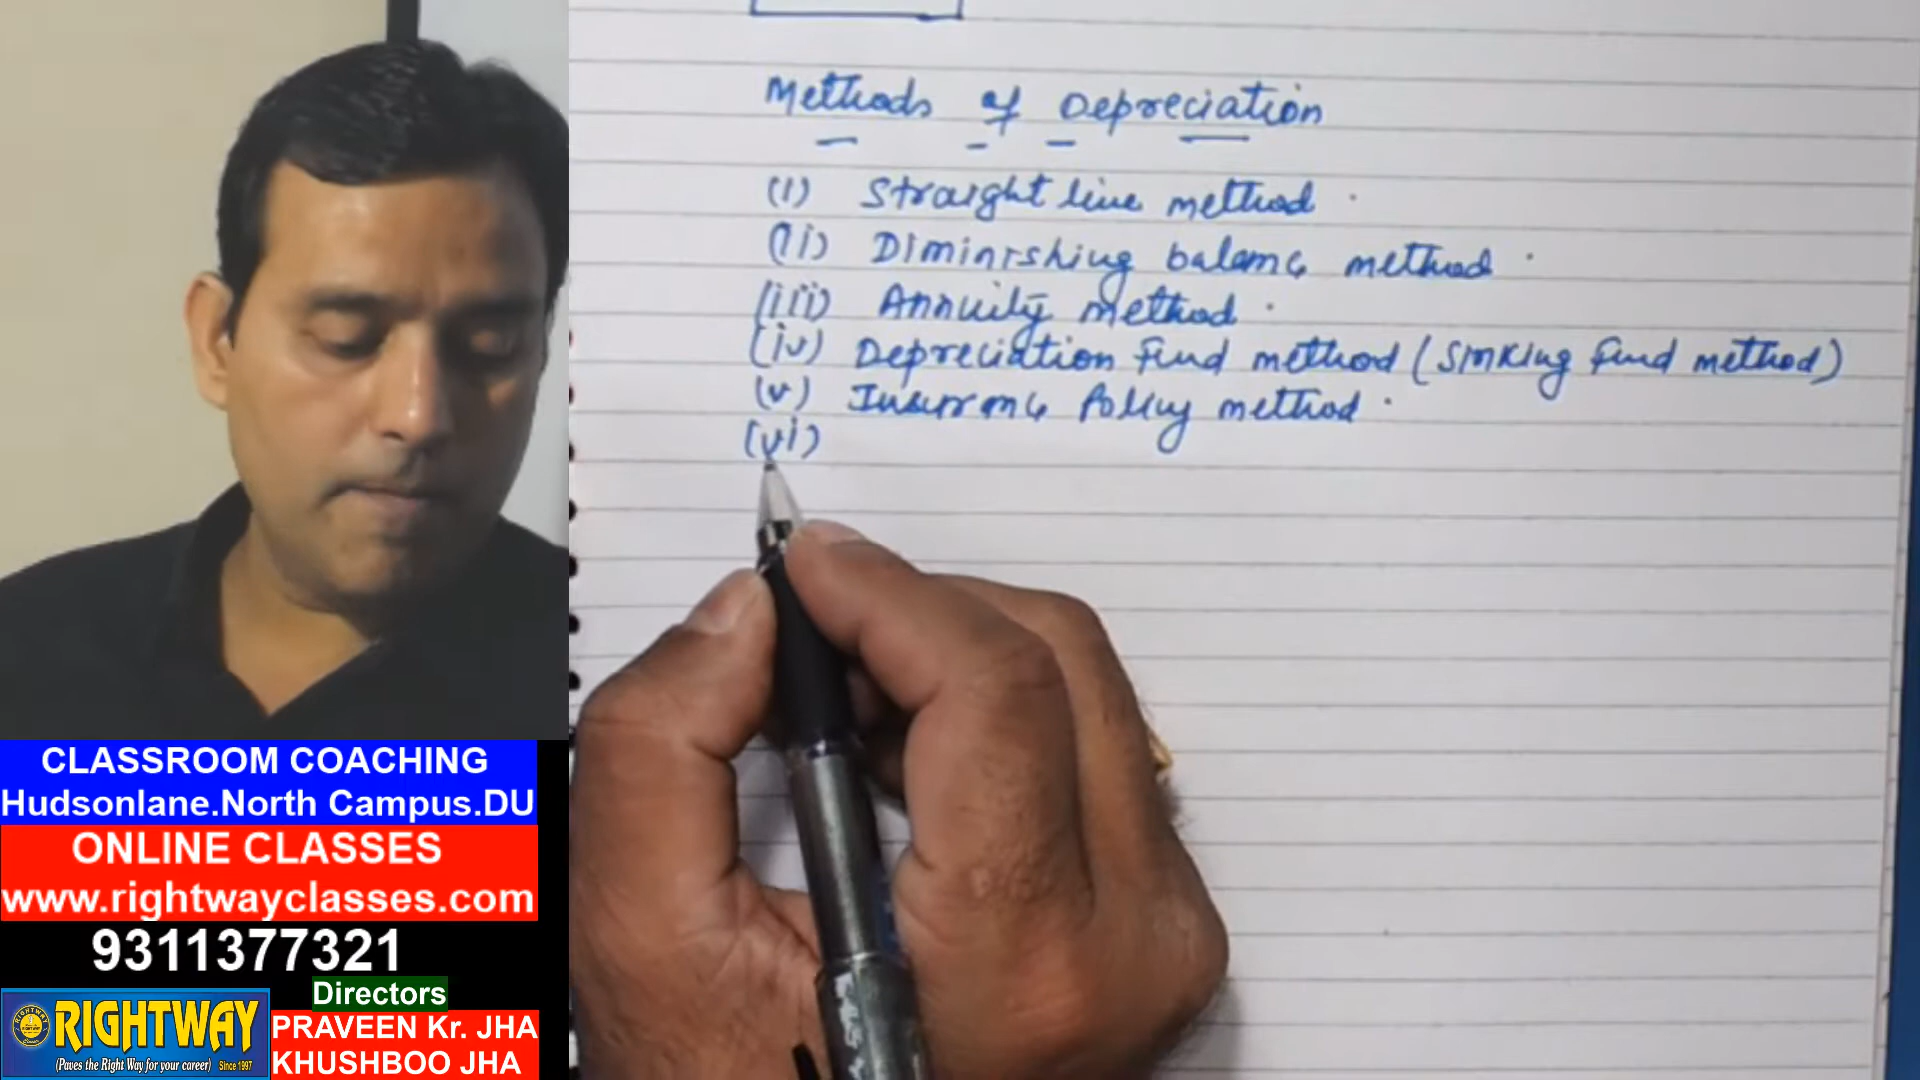 Methods of Depreciation
(i) Straight line method.
(ii) Diminishing balance method.
(iii) Annuity method.
(iv) Depreciation Fund method (Sinking Fund method)
(v) Insurance Policy method.
(vi)
CLASSROOM COACHING
Hudsonlane.North Campus.DU
ONLINE CLASSES
www.rightwayclasses.com
9311377321
Directors
RIGHTWAY
(Paves the Right Way for your career) Since 1997
PRAVEEN Kr. JHA
KHUSHBOO JHA